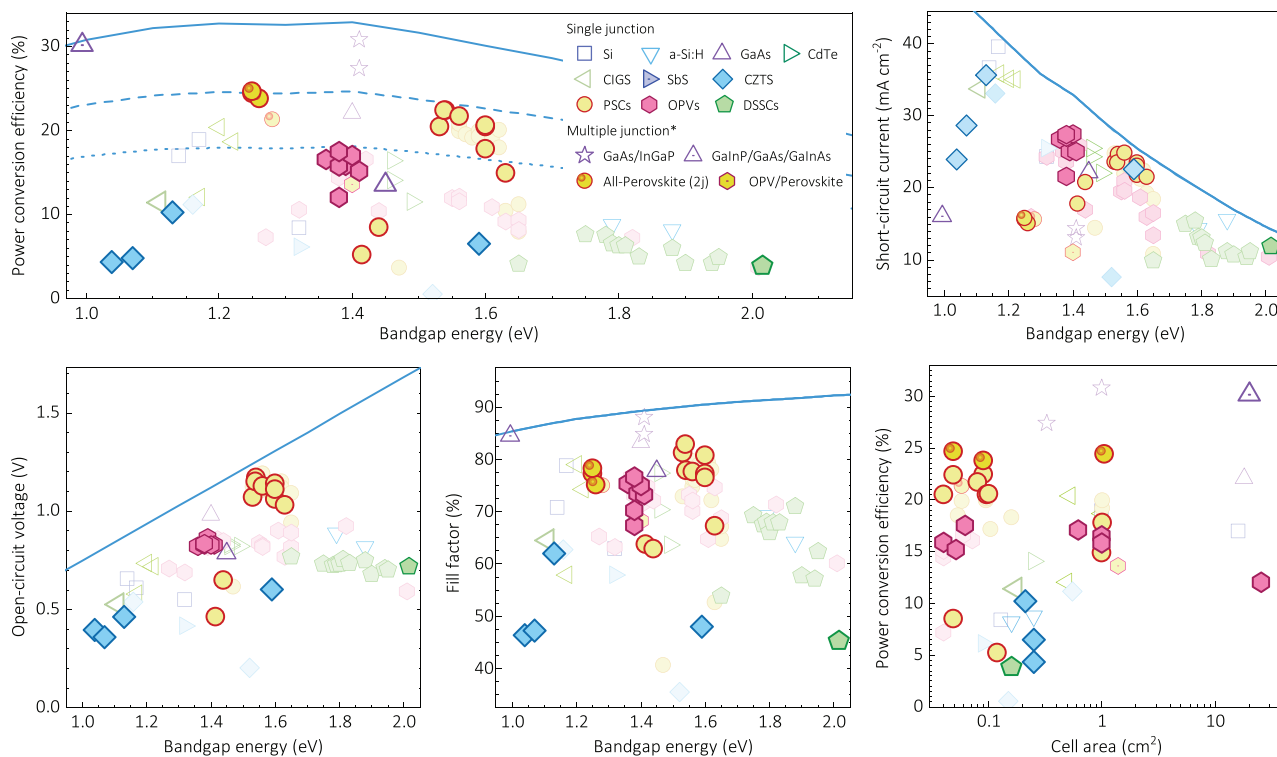 Power conversion efficiency (%)
30
20
10
0
1.0
1.2
1.4
1.6
1.8
2.0
Bandgap energy (eV)
Single junction
Si
a-Si:H
GaAs
CdTe
CIGS
SbS
CZTS
PSCs
OPVs
DSSCs
Multiple junction*
GaAs/InGaP
GaInP/GaAs/GaInAs
All-Perovskite (2j)
OPV/Perovskite
Short-circuit current (mA cm⁻²)
40
30
20
10
1.0
1.2
1.4
1.6
1.8
2.0
Bandgap energy (eV)
Open-circuit voltage (V)
1.5
1.0
0.5
0.0
1.0
1.2
1.4
1.6
1.8
2.0
Bandgap energy (eV)
Fill factor (%)
90
80
70
60
50
40
1.0
1.2
1.4
1.6
1.8
2.0
Bandgap energy (eV)
Power conversion efficiency (%)
30
25
20
15
10
5
0
0.1
1
10
Cell area (cm²)